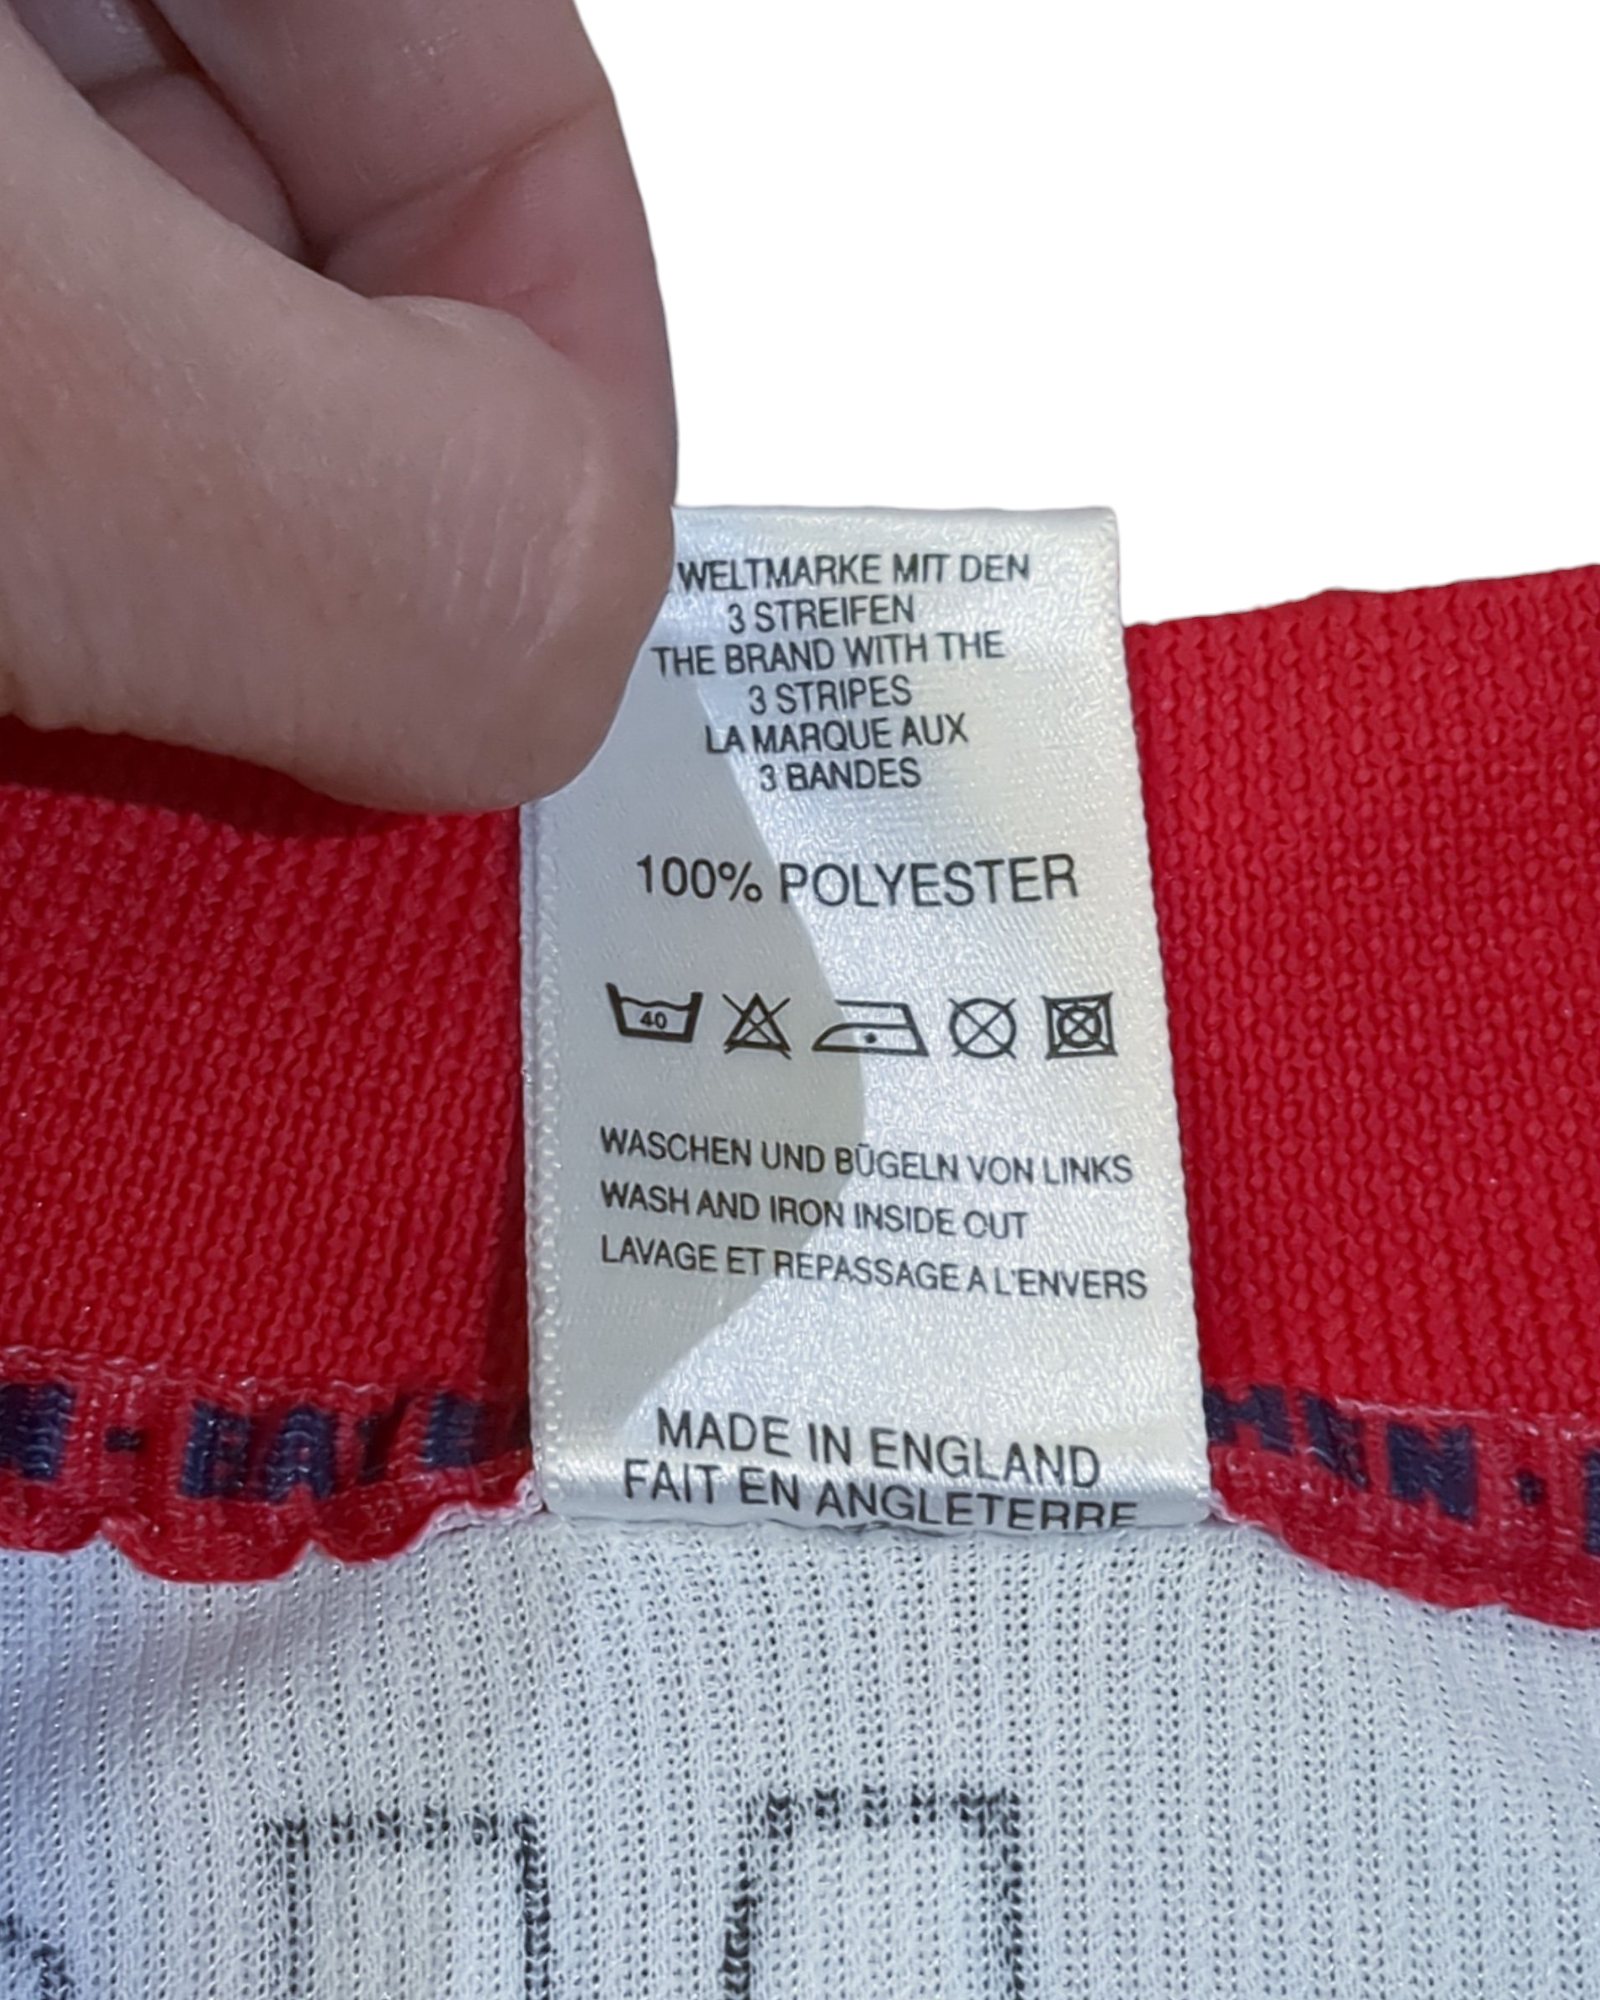 WELTMARKE MIT DEN
3 STREIFEN
THE BRAND WITH THE
3 STRIPES
LA MARQUE AUX
3 BANDES
100% POLYESTER
40
WASCHEN UND BÜGELN VON LINKS
WASH AND IRON INSIDE OUT
LAVAGE ET REPASSAGE A L'ENVERS
MADE IN ENGLAND
FAIT EN ANGLETERRE